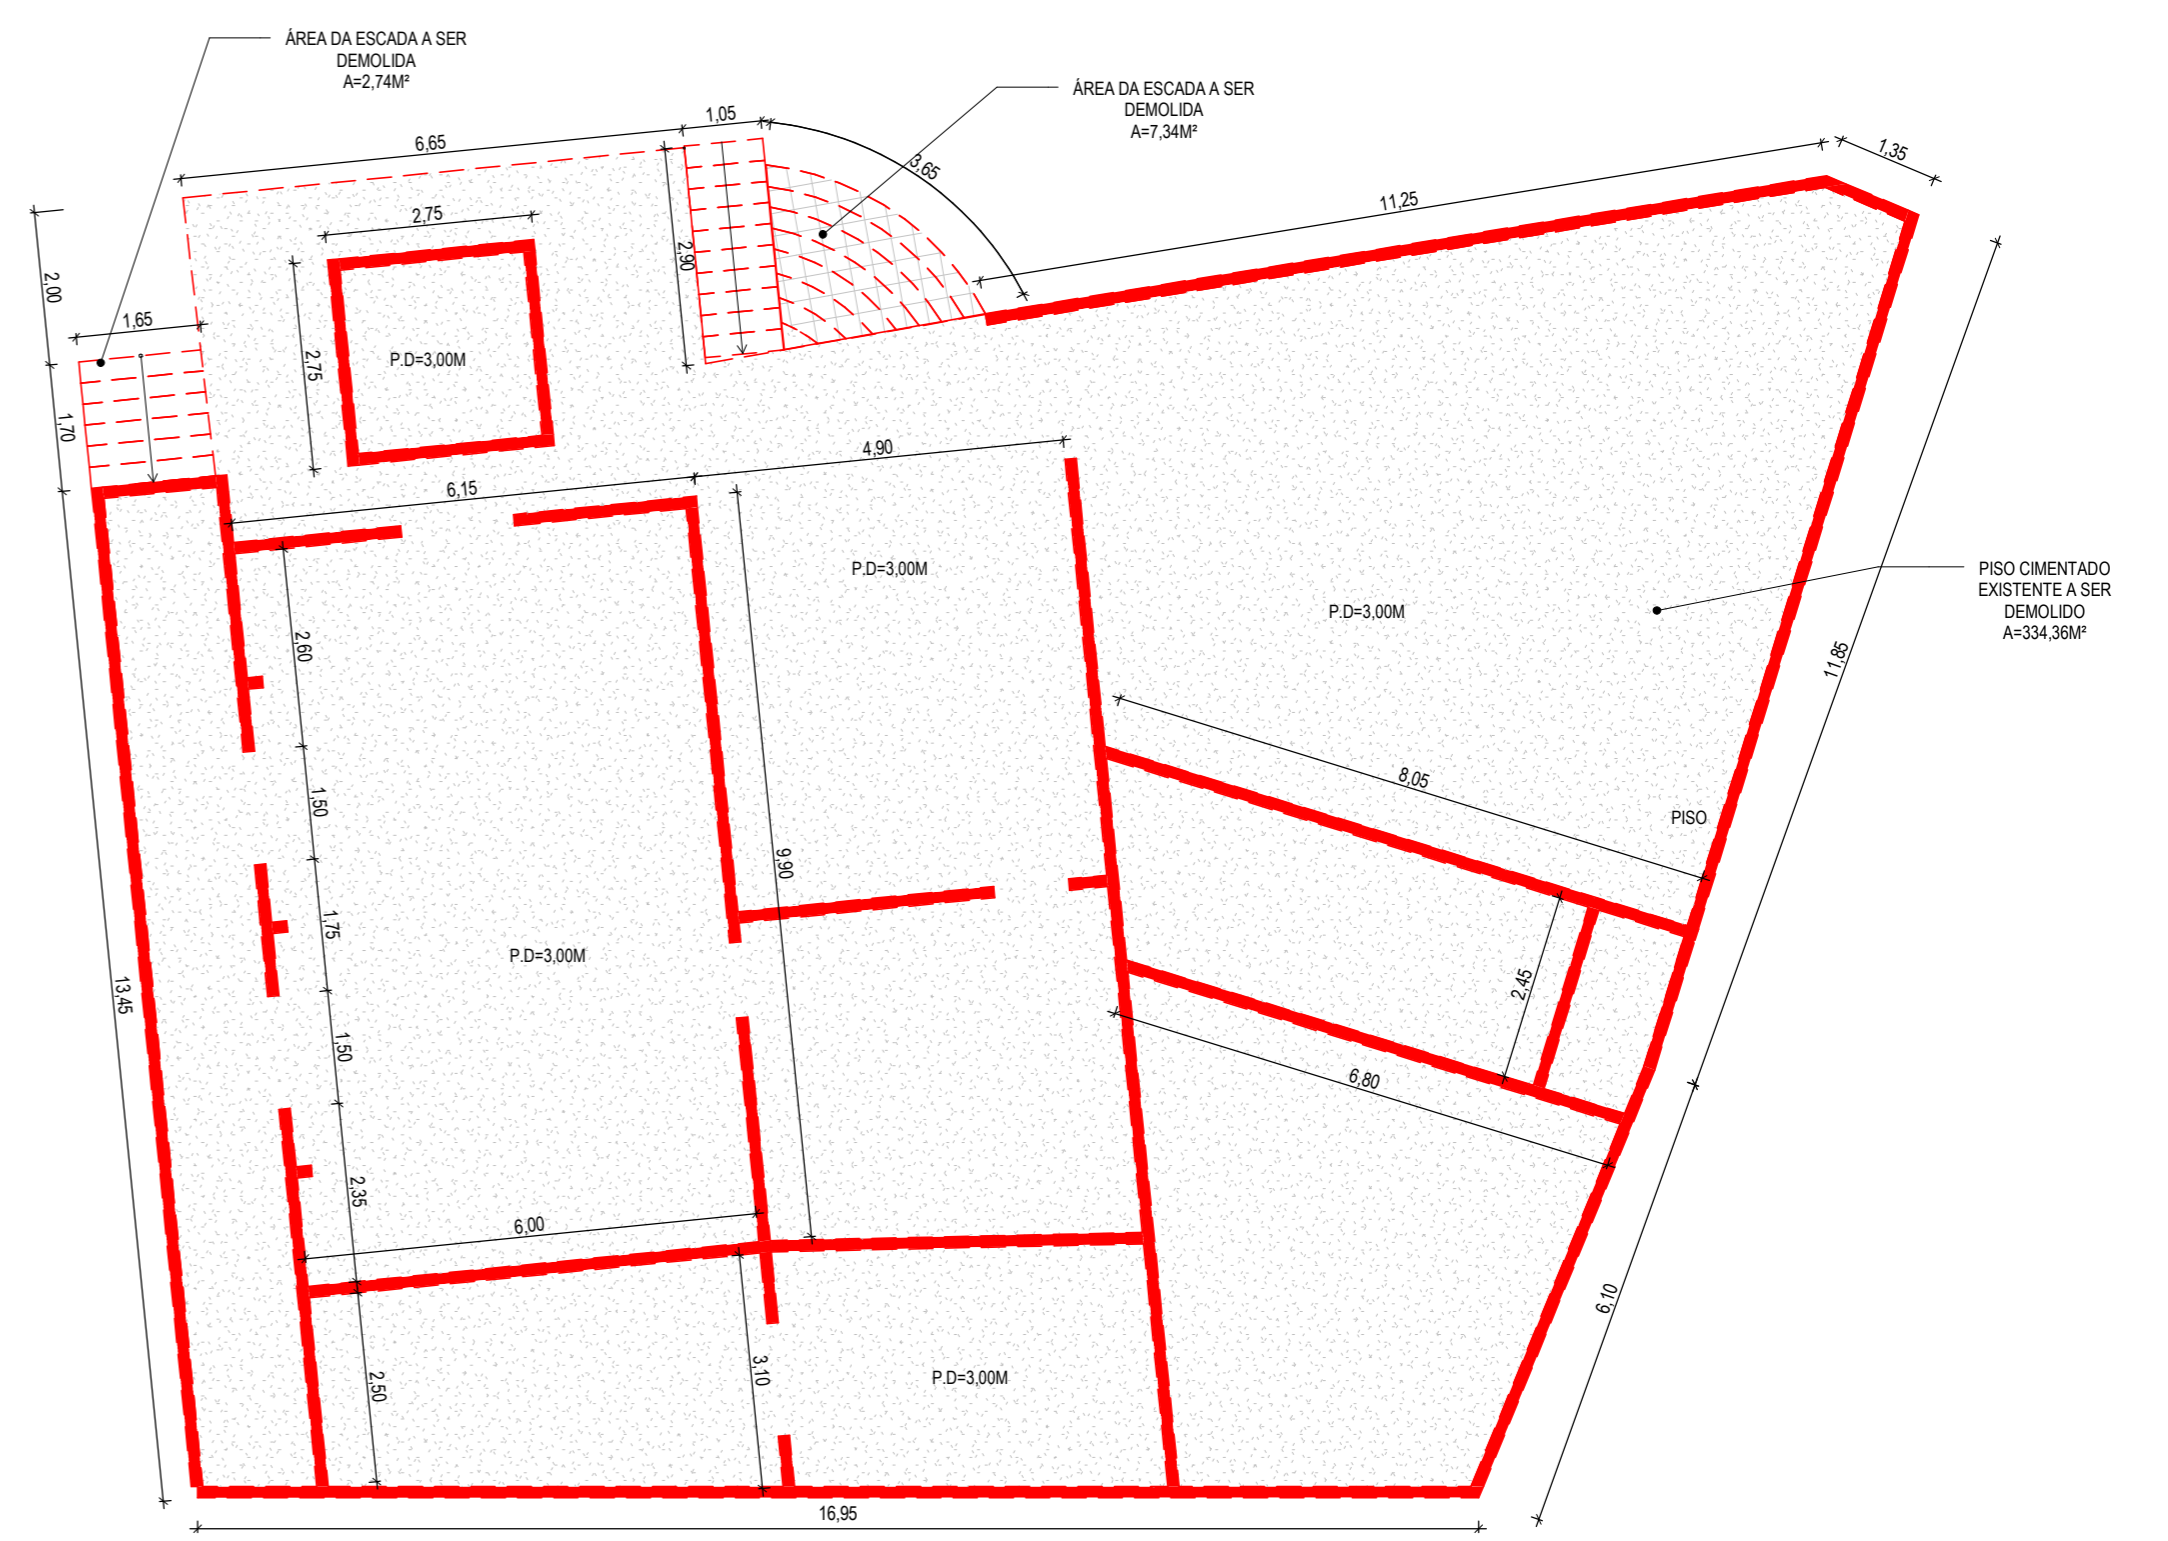 ÁREA DA ESCADA A SER
DEMOLIDA
A=2,74M²
ÁREA DA ESCADA A SER
DEMOLIDA
A=7,34M²
1,05
6,65
3,65
1,35
11,25
2,75
2,90
2,00
1,65
2,75
P.D=3,00M
1,70
4,90
6,15
P.D=3,00M
P.D=3,00M
PISO CIMENTADO
EXISTENTE A SER
DEMOLIDO
A=334,36M²
2,60
11,85
8,05
1,50
PISO
9,90
1,75
P.D=3,00M
13,45
2,45
1,50
6,80
2,35
6,00
6,10
3,10
P.D=3,00M
2,50
16,95